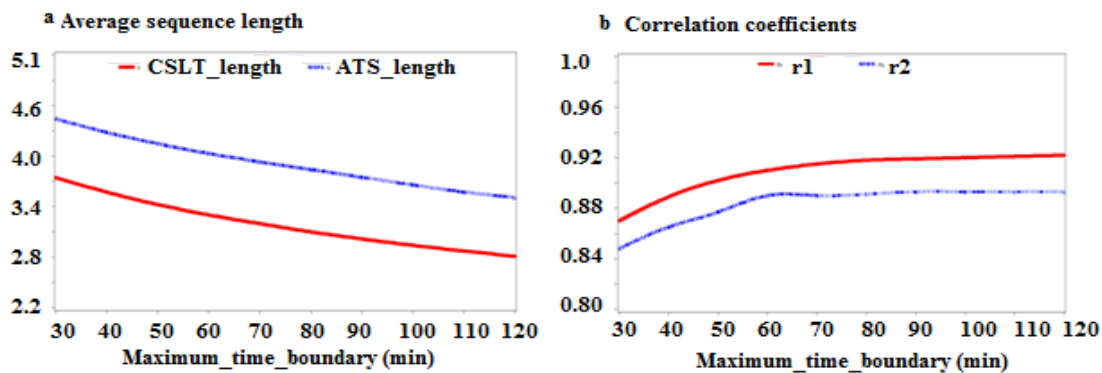 a Average sequence length
CSLT_length ATS_length
5.1
4.6
4.0
3.4
2.8
2.2
30 40 50 60 70 80 90 100 110 120
Maximum_time_boundary (min)
b Correlation coefficients
r1 r2
1.0
0.96
0.92
0.88
0.84
0.80
30 40 50 60 70 80 90 100 110 120
Maximum_time_boundary (min)